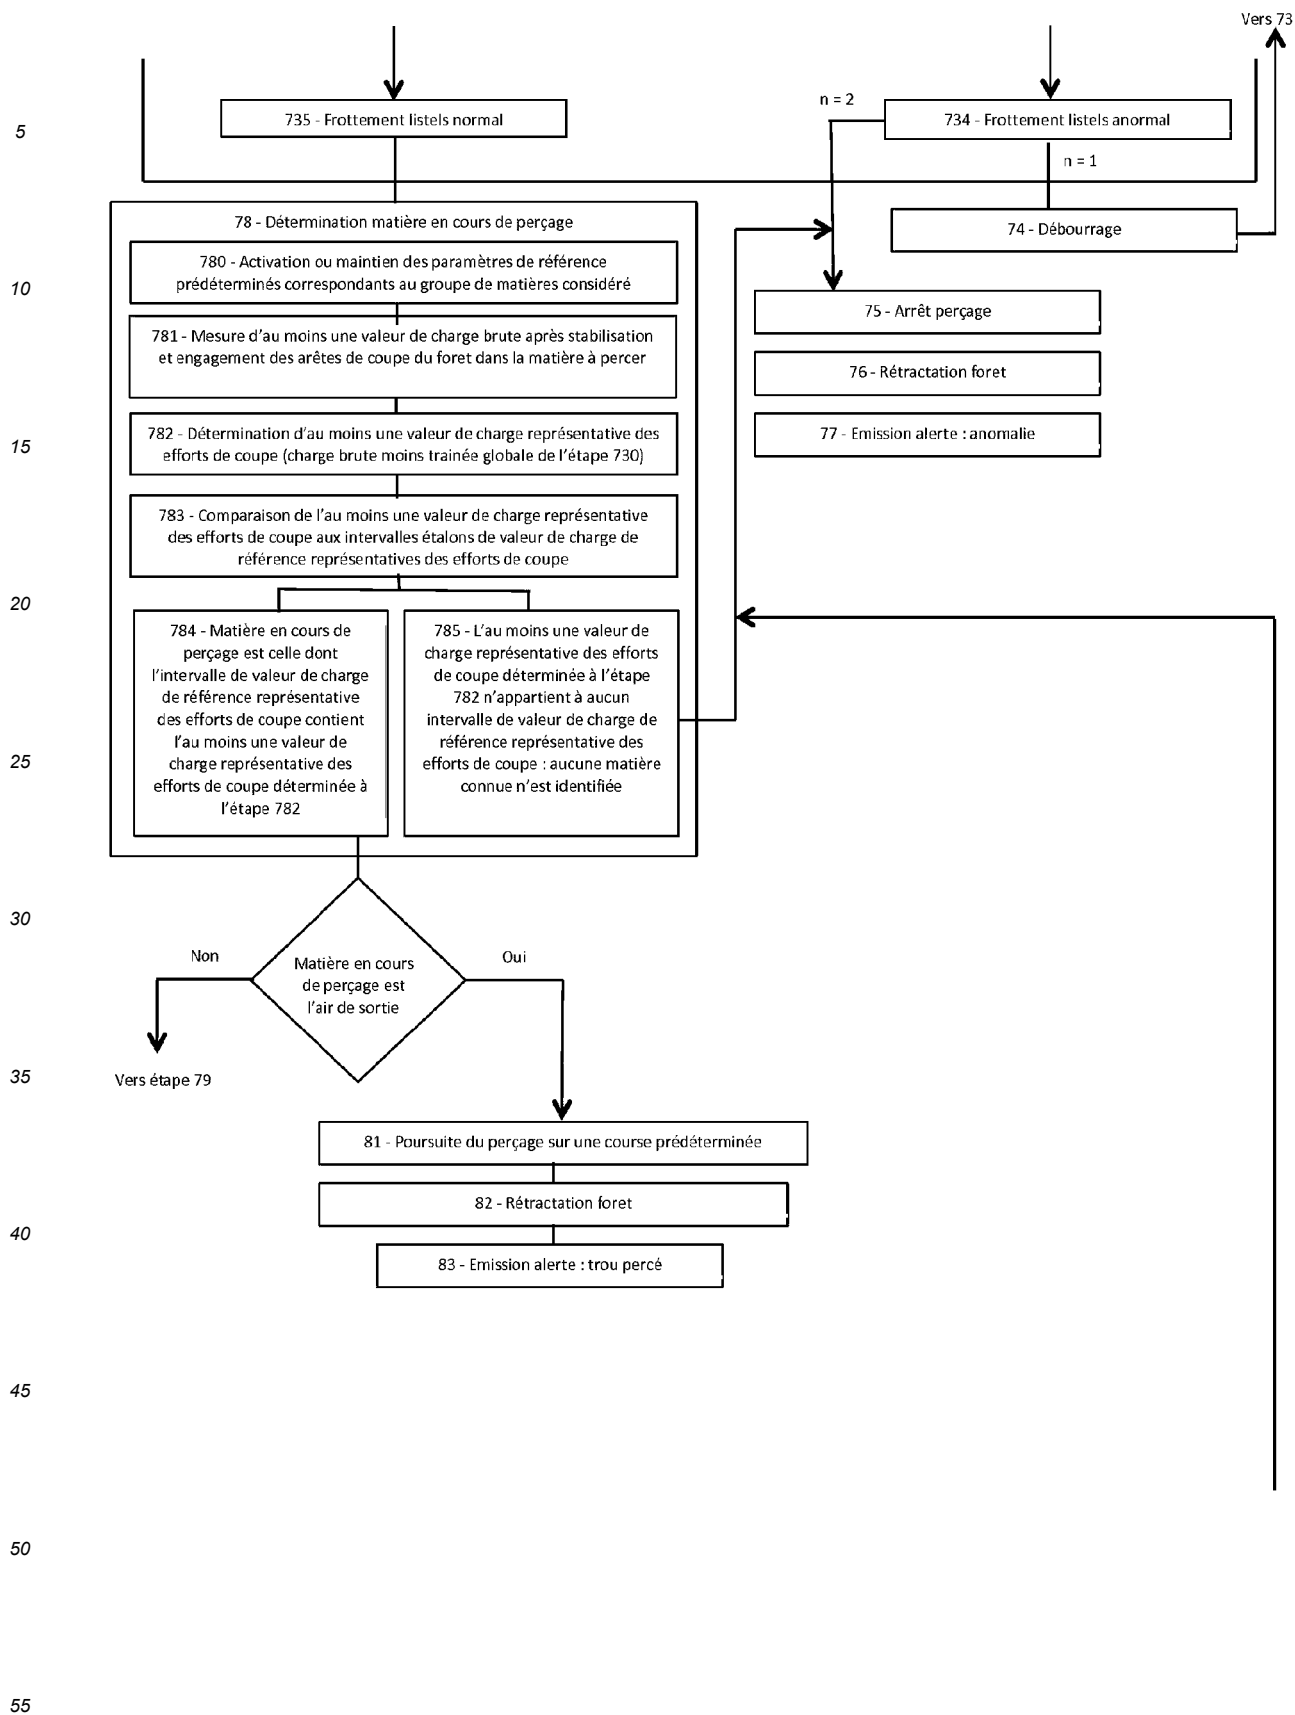 Vers 73
n = 2
5
735 - Frottement listels normal
734 - Frottement listels anormal
n = 1
78 - Détermination matière en cours de perçage
74 - Débourrage
780 - Activation ou maintien des paramètres de référence
prédéterminés correspondants au groupe de matières considéré
10
75 - Arrêt perçage
781 - Mesure d'au moins une valeur de charge brute après stabilisation
et engagement des arêtes de coupe du foret dans la matière à percer
76 - Rétractation foret
782 - Détermination d'au moins une valeur de charge représentative des
efforts de coupe (charge brute moins trainée globale de l'étape 730)
15
77 - Emission alerte : anomalie
783 - Comparaison de l'au moins une valeur de charge représentative
des efforts de coupe aux intervalles étalons de valeur de charge de
référence représentatives des efforts de coupe
20
784 - Matière en cours de
perçage est celle dont
l'intervalle de valeur de charge
de référence représentative
des efforts de coupe contient
l'au moins une valeur de
charge représentative des
efforts de coupe déterminée à
l'étape 782
785 - L'au moins une valeur de
charge représentative des efforts
de coupe déterminée à l'étape
782 n'appartient à aucun
intervalle de valeur de charge de
référence représentative des
efforts de coupe : aucune matière
connue n'est identifiée
25
30
Non
Oui
Matière en cours
de perçage est
l'air de sortie
35
Vers étape 79
81 - Poursuite du perçage sur une course prédéterminée
82 - Rétractation foret
40
83 - Emission alerte : trou percé
45
50
55